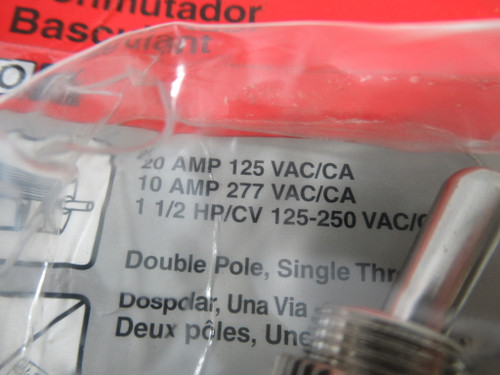 Conmutador
Basculant
20 AMP 125 VAC/CA
10 AMP 277 VAC/CA
1 1/2 HP/CV 125-250 VAC/
Double Pole, Single Thr
Dospolar, Una Via
Deux pôles, Une